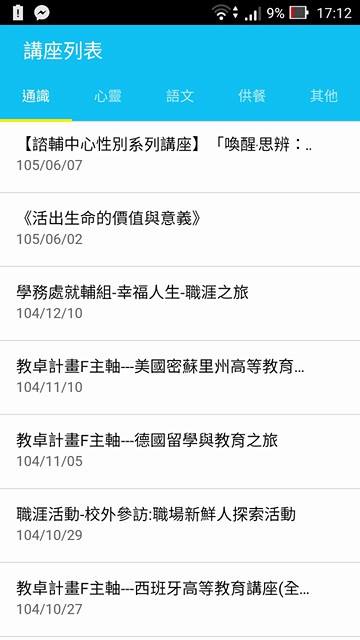 9% 17:12
講座列表
通識 心靈 語文 供餐 其他
【諮輔中心性別系列講座】「喚醒·思辨：..
105/06/07
《活出生命的價值與意義》
105/06/02
學務處就輔組-幸福人生-職涯之旅
104/12/10
教卓計畫F主軸---美國密蘇里州高等教育...
104/11/10
教卓計畫F主軸---德國留學與教育之旅
104/11/05
職涯活動-校外參訪:職場新鮮人探索活動
104/10/29
教卓計畫F主軸---西班牙高等教育講座(全...
104/10/27